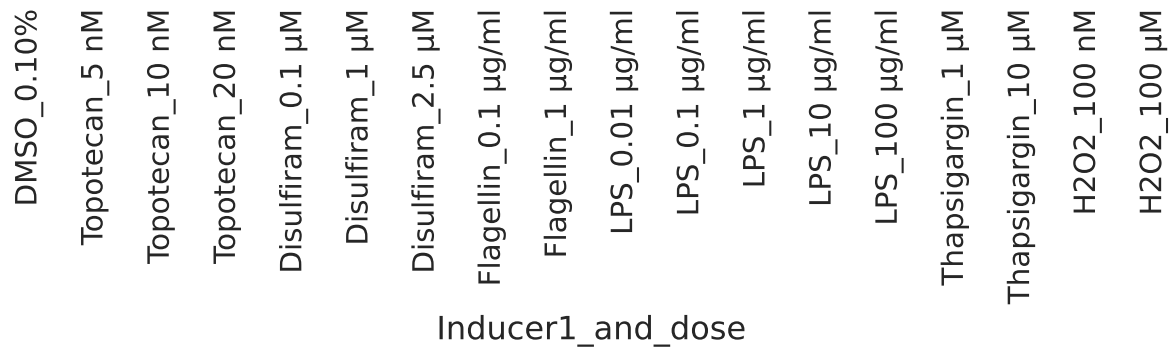 DMSO_0.10%
Topotecan_5 nM
Topotecan_10 nM
Topotecan_20 nM
Disulfiram_0.1 µM
Disulfiram_1 µM
Disulfiram_2.5 µM
Flagellin_0.1 µg/ml
Flagellin_1 µg/ml
LPS_0.01 µg/ml
LPS_0.1 µg/ml
LPS_1 µg/ml
LPS_10 µg/ml
LPS_100 µg/ml
Thapsigargin_1 µM
Thapsigargin_10 µM
H2O2_100 nM
H2O2_100 µM
Inducer1_and_dose